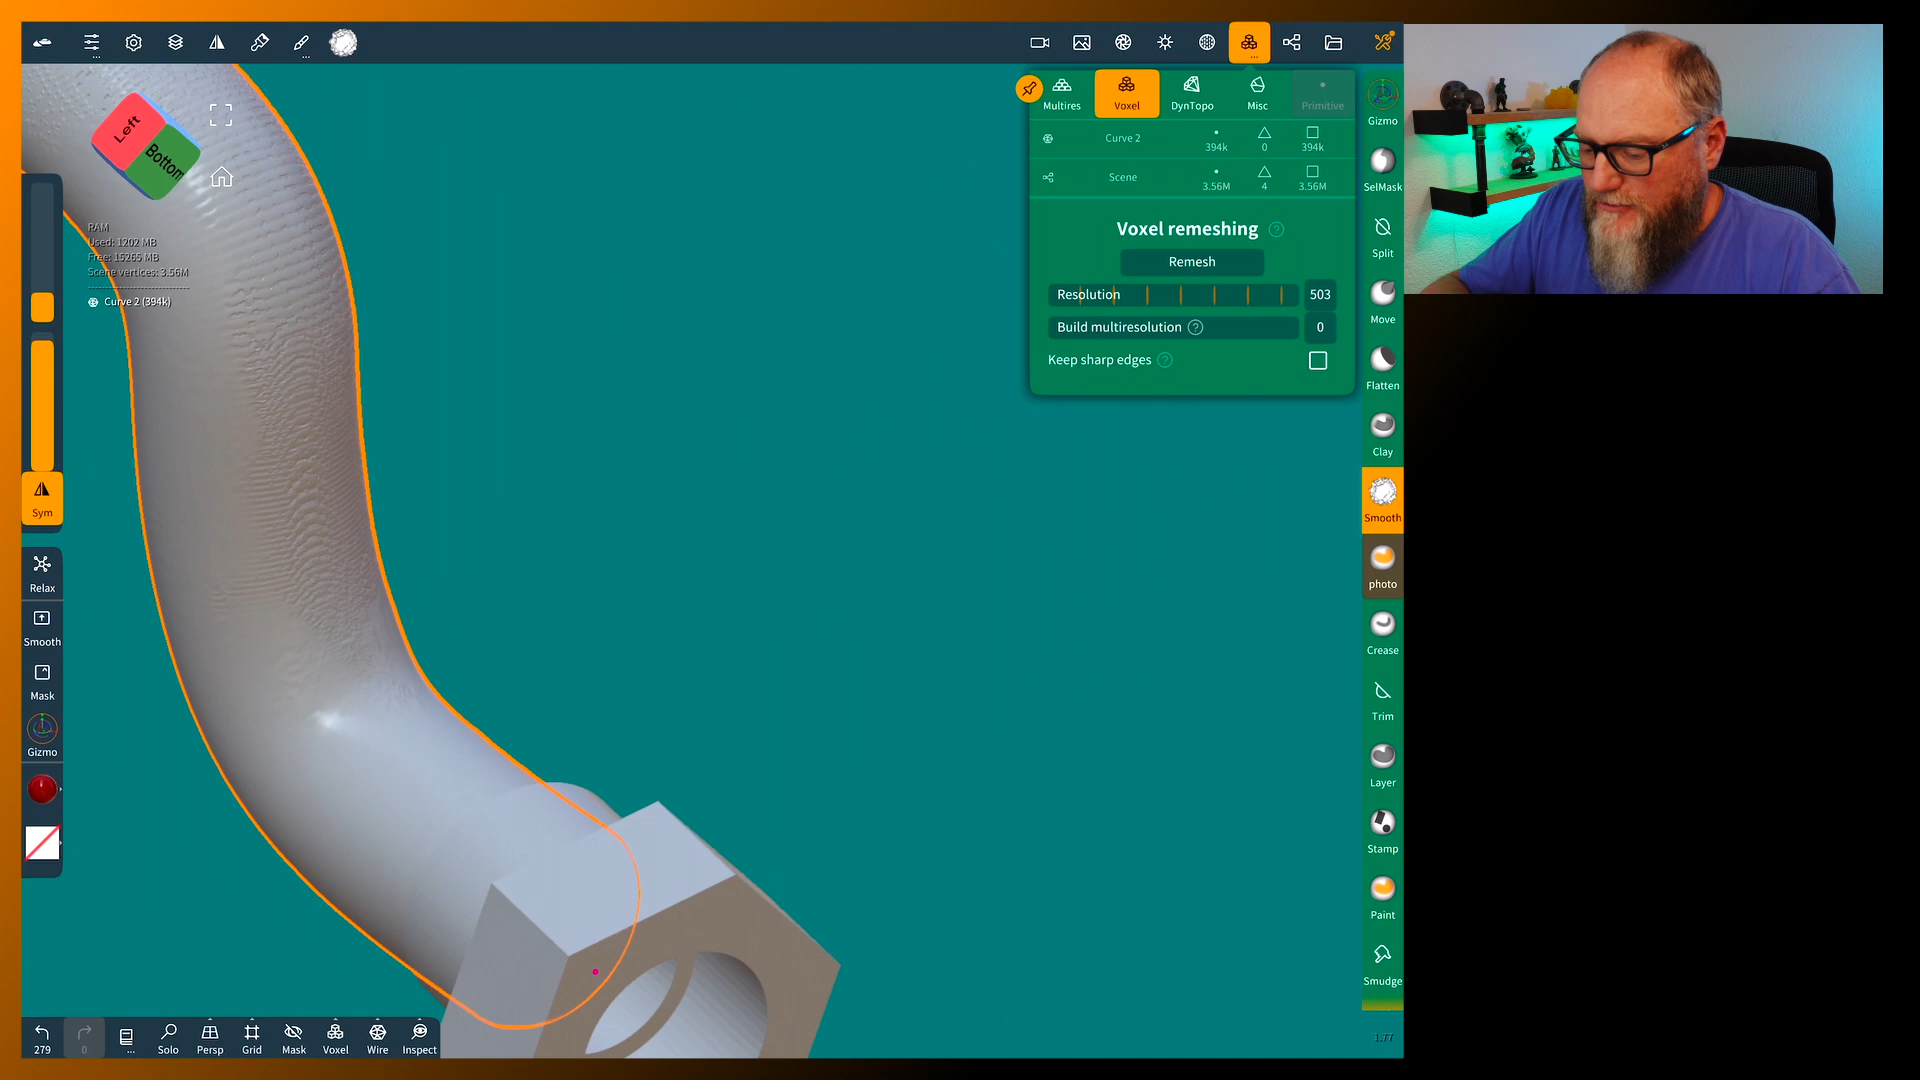 Multires
Voxel
DynTopo
Misc
Primitive
Gizmo
Curve 2
394k
0
394k
Scene
3.56M
4
3.56M
SelMask
Left
Bottom
RAM
Used: 1202 MB
Free: 15265 MB
Scene vertices: 3.56M
Curve 2 (394k)
Voxel remeshing ?
Remesh
Resolution
503
Build multiresolution ?
0
Keep sharp edges ?
Split
Move
Flatten
Clay
Smooth
photo
Crease
Trim
Layer
Stamp
Paint
Smudge
Sym
Relax
Smooth
Mask
Gizmo
279
0
...
Solo
Persp
Grid
Mask
Voxel
Wire
Inspect
1.77